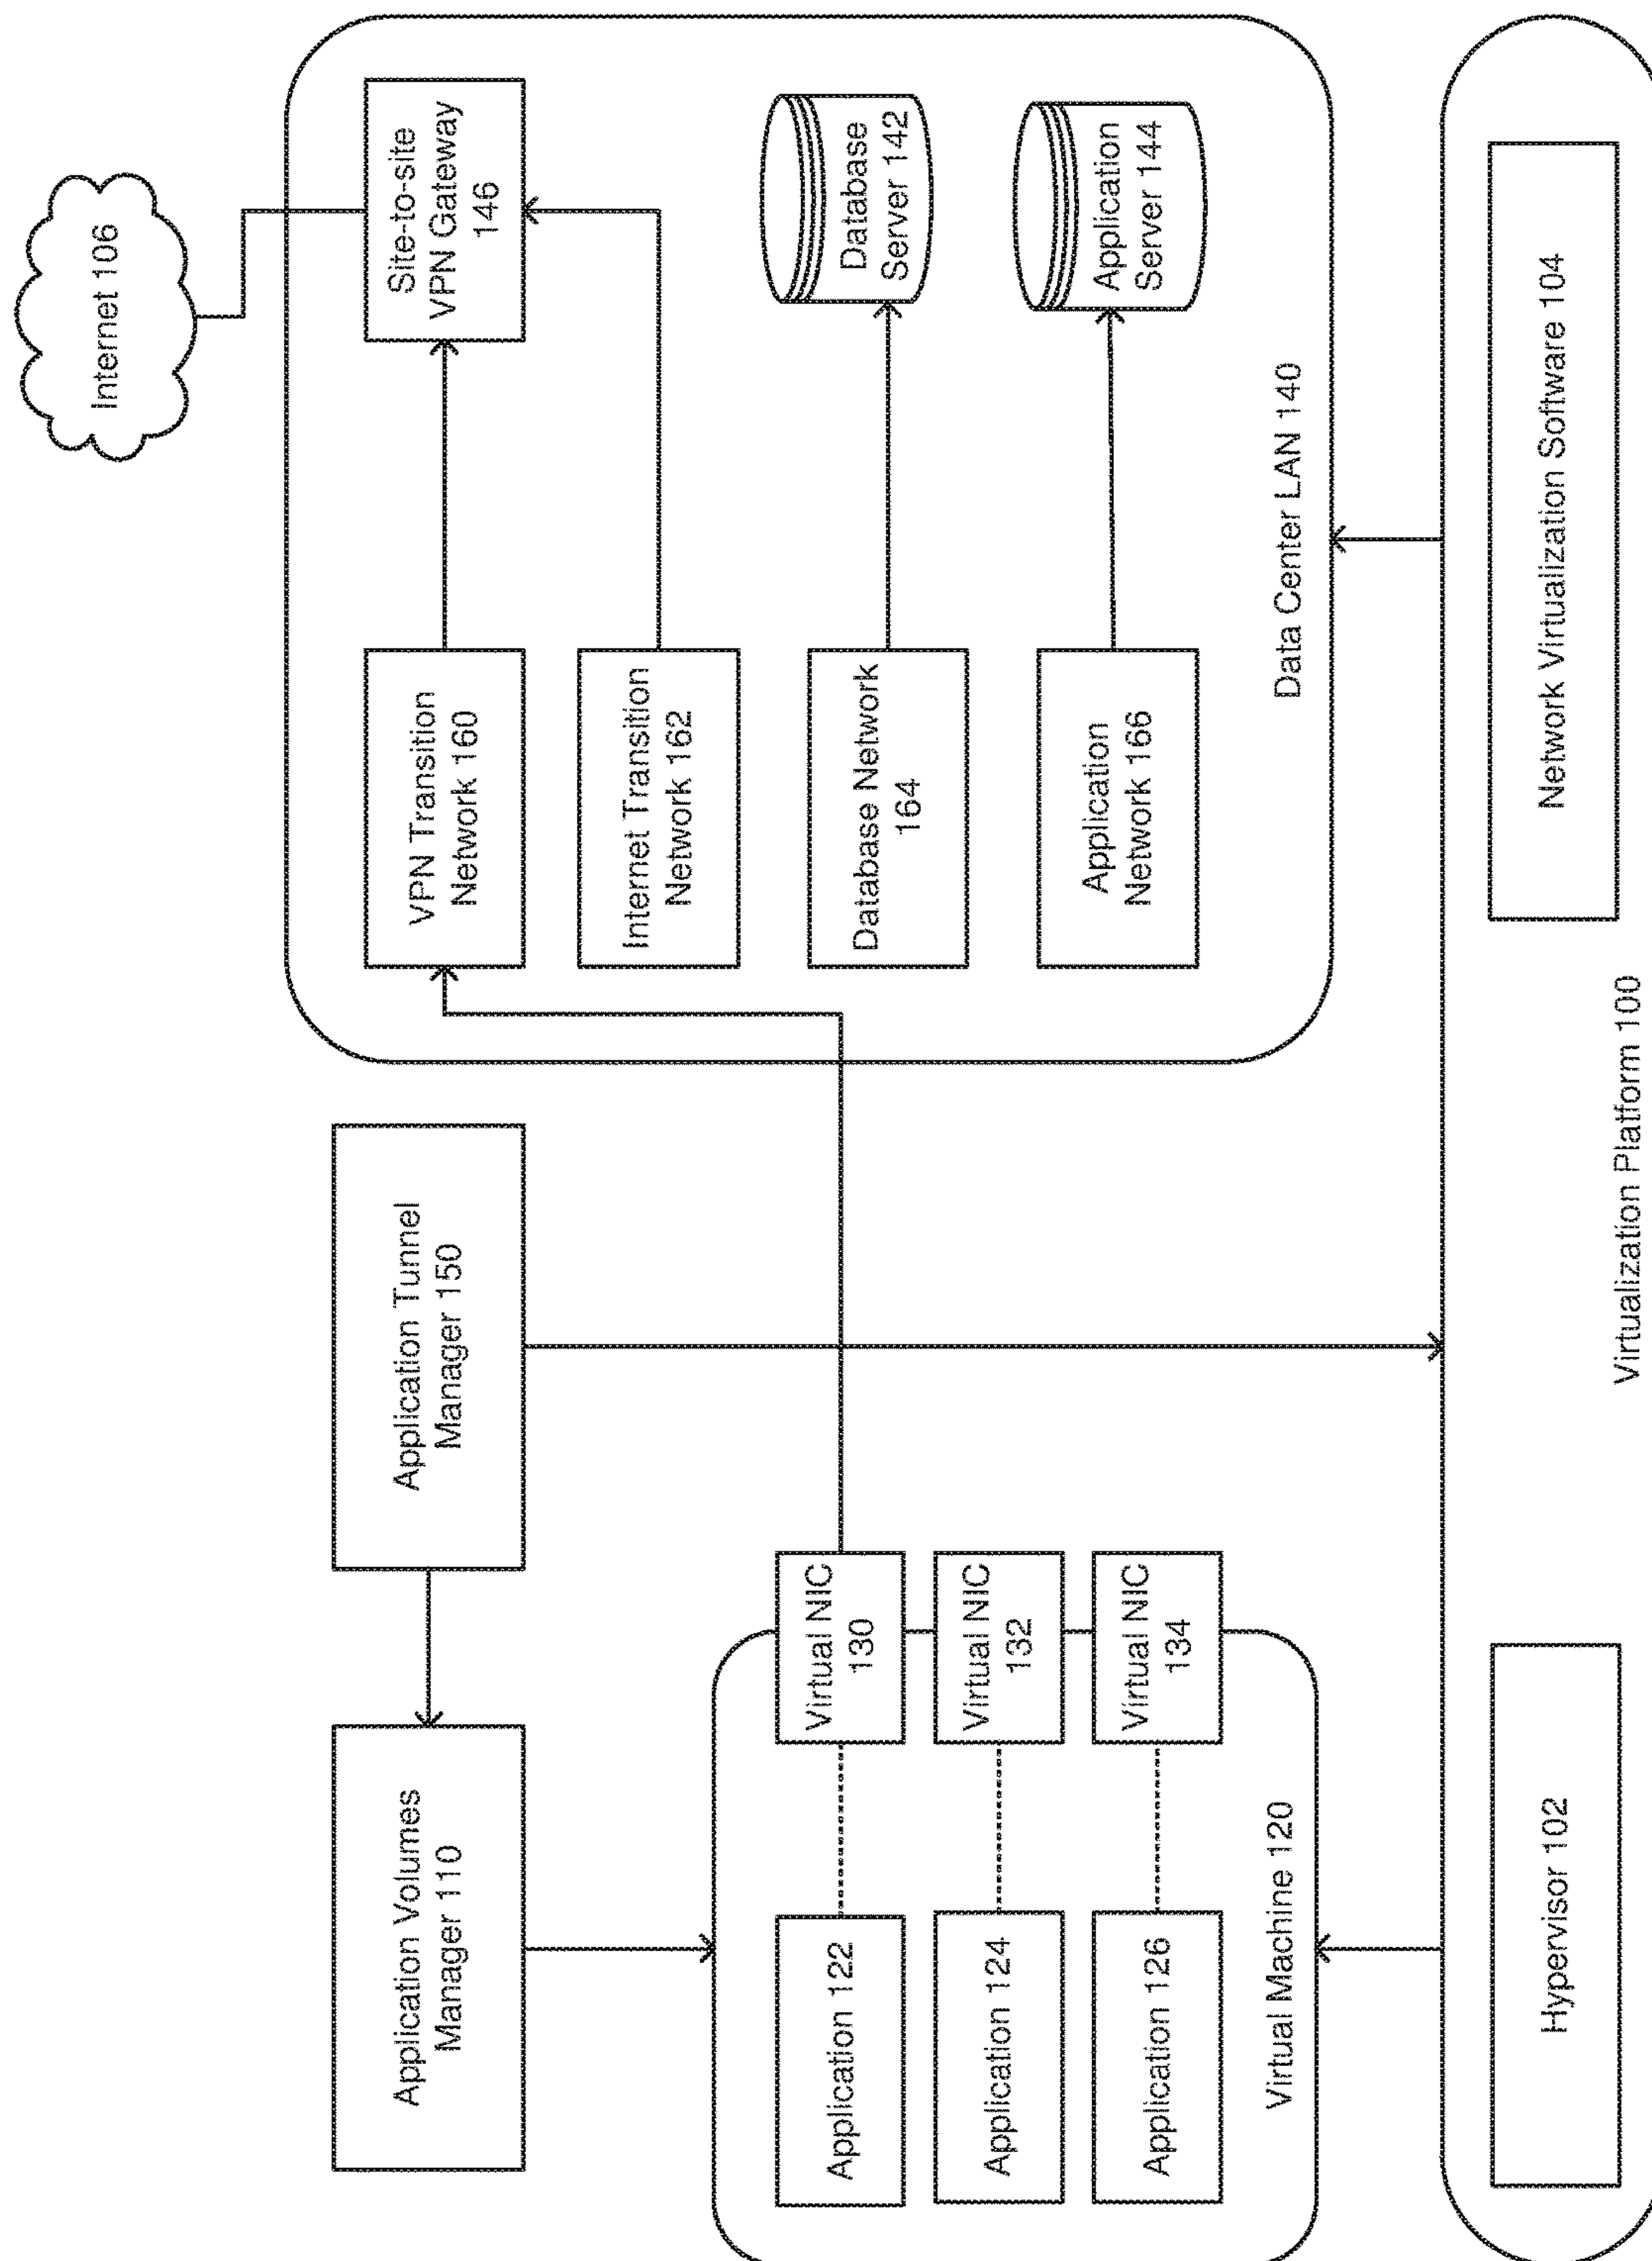 Internet 106
Application Volumes
Manager 110
Application Tunnel
Manager 150
VPN Transition
Network 160
Site-to-site
VPN Gateway
146
Internet Transition
Network 162
Application 122
Virtual NIC
130
Database Network
164
Database
Server 142
Application 124
Virtual NIC
132
Application 126
Virtual NIC
134
Application
Network 166
Application
Server 144
Virtual Machine 120
Data Center LAN 140
Hypervisor 102
Network Virtualization Software 104
Virtualization Platform 100